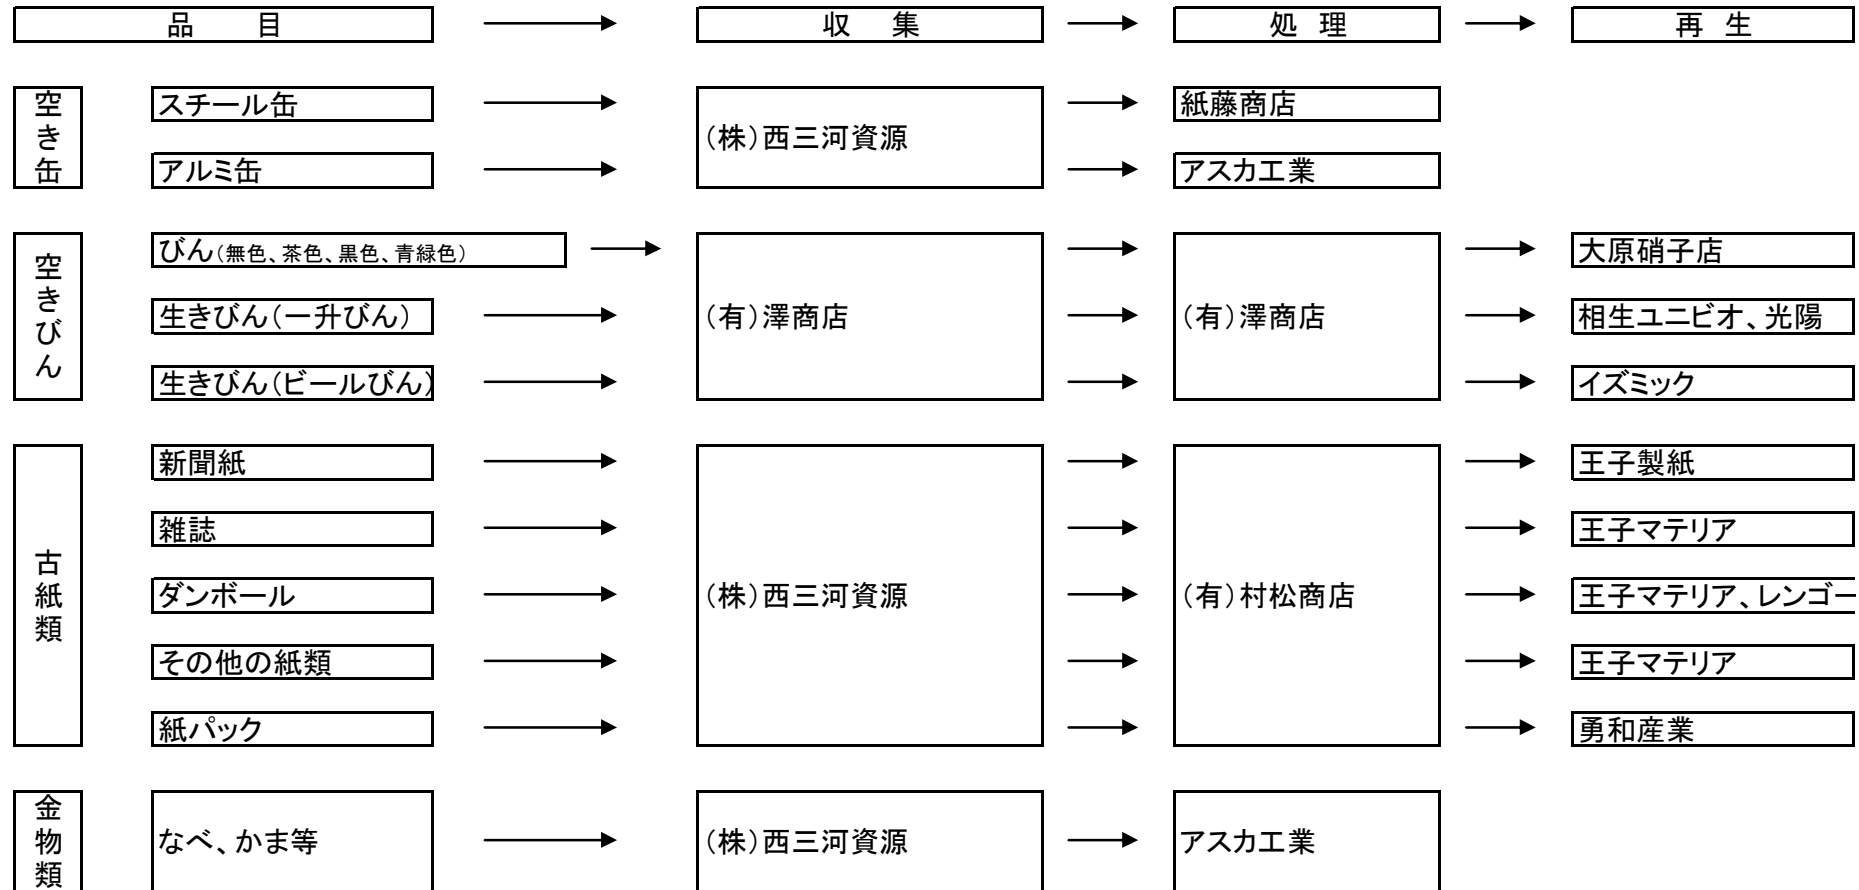 品　目　収　集　処　理　再　生
空き缶
スチール缶
アルミ缶
(株)西三河資源
紙藤商店
アスカ工業
空きびん
びん(無色、茶色、黒色、青緑色)
生きびん(一升びん)
生きびん(ビールびん)
(有)澤商店
(有)澤商店
大原硝子店
相生ユニビオ、光陽
イズミック
古紙類
新聞紙
雑誌
ダンボール
その他の紙類
紙パック
(株)西三河資源
(有)村松商店
王子製紙
王子マテリア
王子マテリア、レンゴー
王子マテリア
勇和産業
金物類
なべ、かま等
(株)西三河資源
アスカ工業